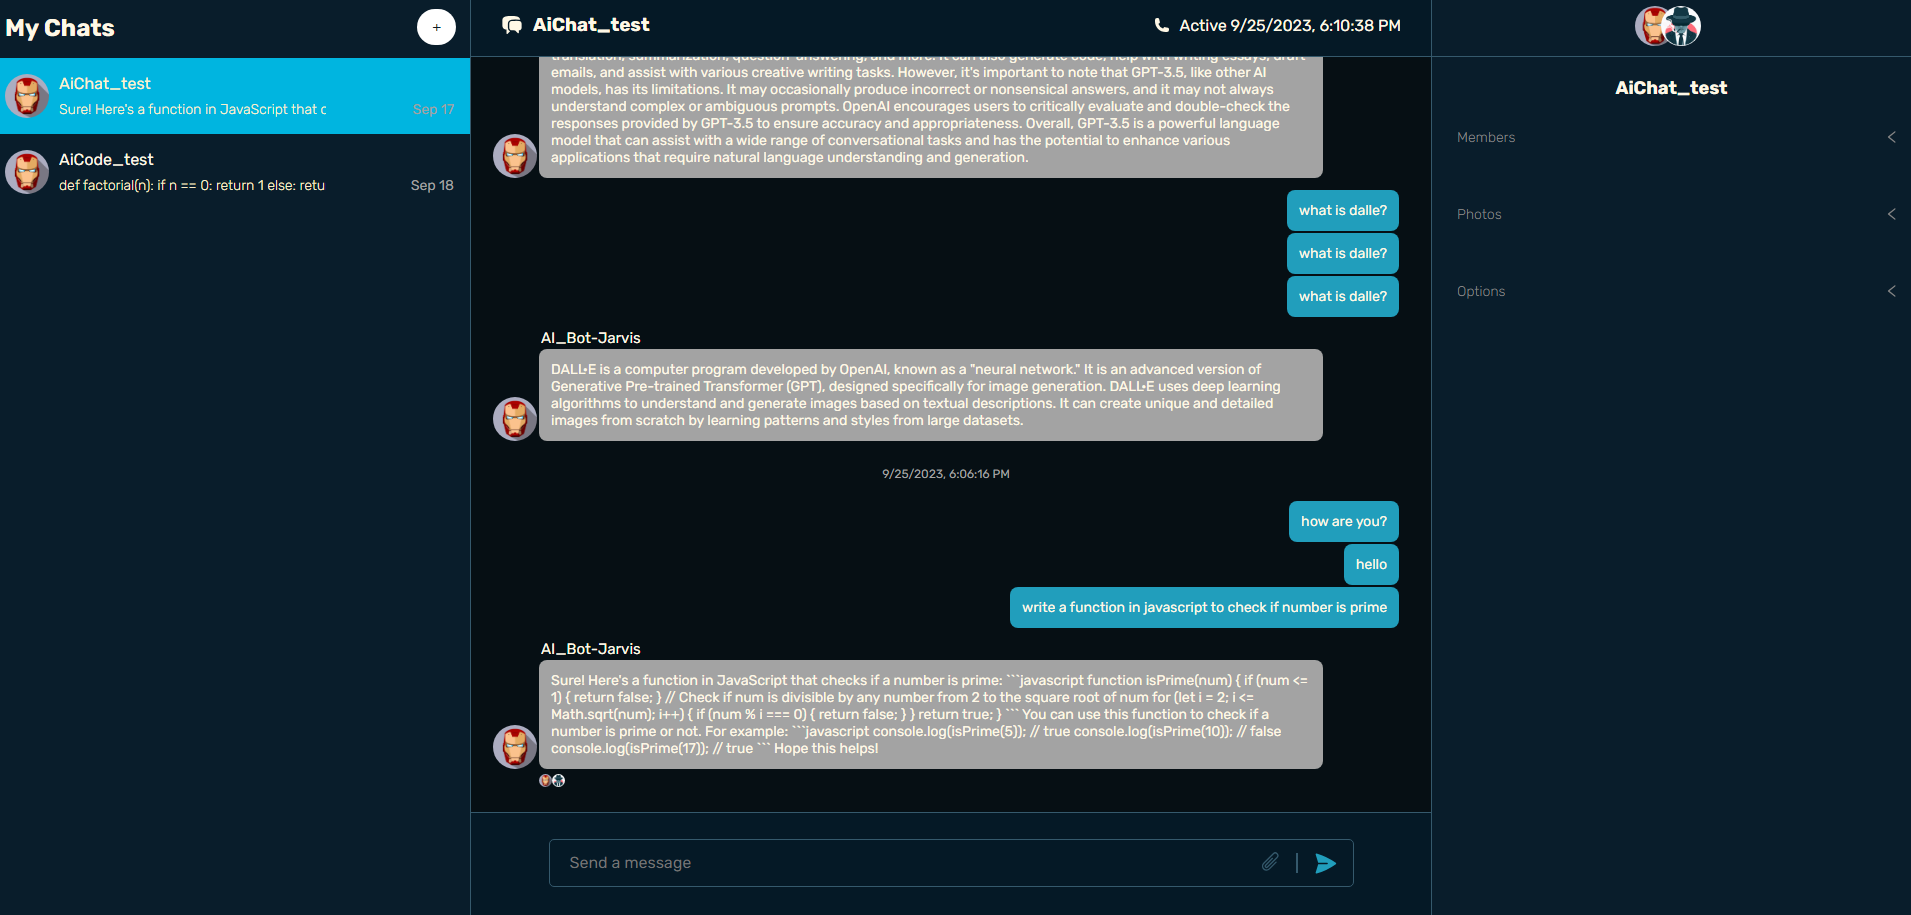 My Chats
+
AiChat_test
Sure! Here's a function in JavaScript that c
Sep 17
AiCode_test
def factorial(n): if n == 0: return 1 else: retu
Sep 18
AiChat_test
Active 9/25/2023, 6:10:38 PM
translation, summarization, question-answering, and more. It can also generate code, help with writing essays, draft
emails, and assist with various creative writing tasks. However, it's important to note that GPT-3.5, like other AI
models, has its limitations. It may occasionally produce incorrect or nonsensical answers, and it may not always
understand complex or ambiguous prompts. OpenAI encourages users to critically evaluate and double-check the
responses provided by GPT-3.5 to ensure accuracy and appropriateness. Overall, GPT-3.5 is a powerful language
model that can assist with a wide range of conversational tasks and has the potential to enhance various
applications that require natural language understanding and generation.
what is dalle?
what is dalle?
what is dalle?
AI_Bot-Jarvis
DALL·E is a computer program developed by OpenAI, known as a "neural network." It is an advanced version of
Generative Pre-trained Transformer (GPT), designed specifically for image generation. DALL·E uses deep learning
algorithms to understand and generate images based on textual descriptions. It can create unique and detailed
images from scratch by learning patterns and styles from large datasets.
9/25/2023, 6:06:16 PM
how are you?
hello
write a function in javascript to check if number is prime
AI_Bot-Jarvis
Sure! Here's a function in JavaScript that checks if a number is prime: ```javascript function isPrime(num) { if (num <=
1) { return false; } // Check if num is divisible by any number from 2 to the square root of num for (let i = 2; i <=
Math.sqrt(num); i++) { if (num % i === 0) { return false; } } return true; } ``` You can use this function to check if a
number is prime or not. For example: ```javascript console.log(isPrime(5)); // true console.log(isPrime(10)); // false
console.log(isPrime(17)); // true ``` Hope this helps!
Send a message
AiChat_test
Members
Photos
Options